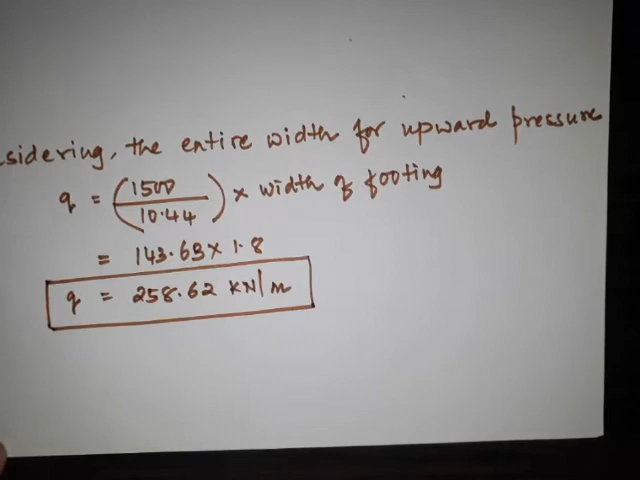 sidering, the entire width for upward pressure
q = (1500 / 10.44) × width of footing
= 143.63 × 1.8
q = 258.62 KN/m